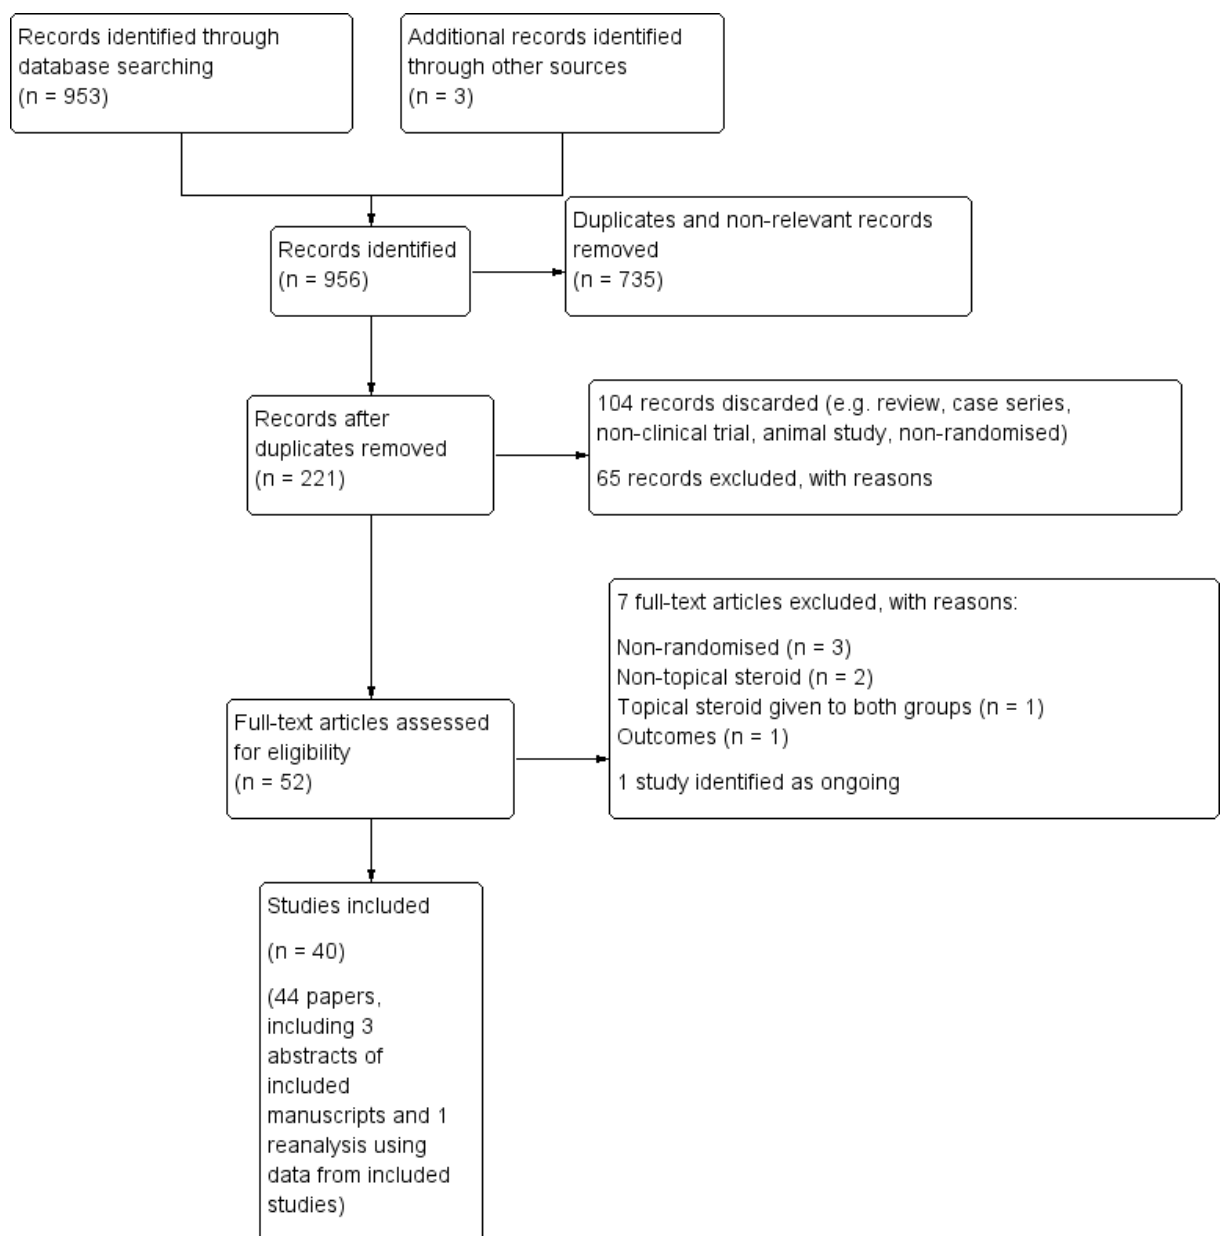 Records identified through
database searching
(n = 953)
Additional records identified
through other sources
(n = 3)
Records identified
(n = 956)
Duplicates and non-relevant records
removed
(n = 735)
Records after
duplicates removed
(n = 221)
104 records discarded (e.g. review, case series,
non-clinical trial, animal study, non-randomised)
65 records excluded, with reasons
Full-text articles assessed
for eligibility
(n = 52)
7 full-text articles excluded, with reasons:
Non-randomised (n = 3)
Non-topical steroid (n = 2)
Topical steroid given to both groups (n = 1)
Outcomes (n = 1)
1 study identified as ongoing
Studies included
(n = 40)
(44 papers,
including 3
abstracts of
included
manuscripts and 1
reanalysis using
data from included
studies)